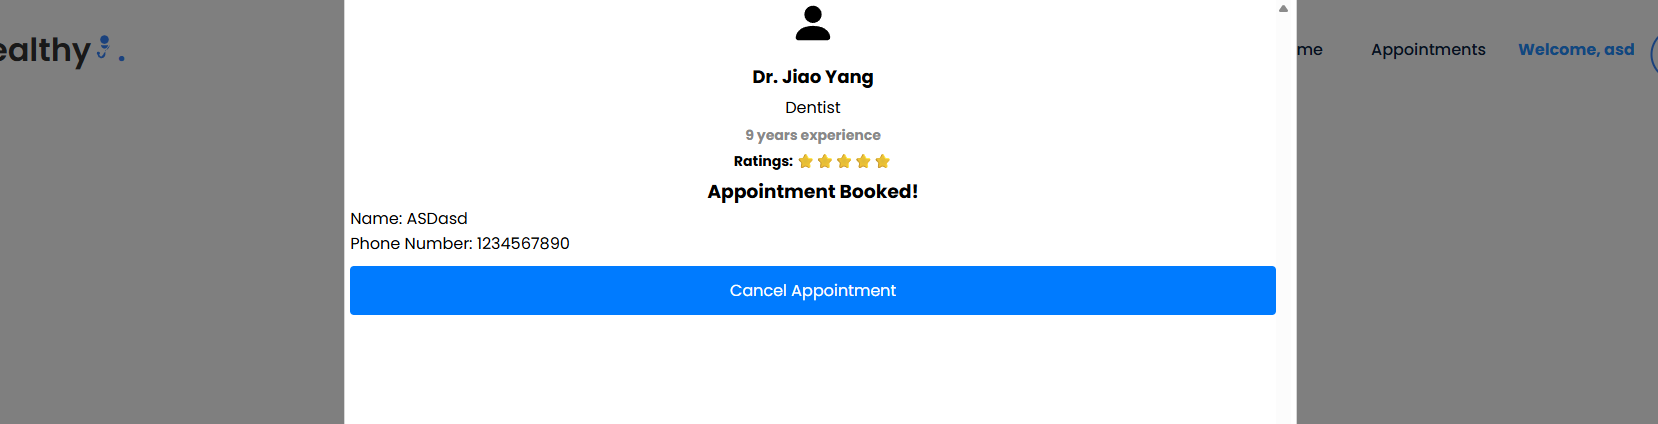 ealthy .
me Appointments Welcome, asd
Dr. Jiao Yang
Dentist
9 years experience
Ratings:
Appointment Booked!
Name: ASDasd
Phone Number: 1234567890
Cancel Appointment